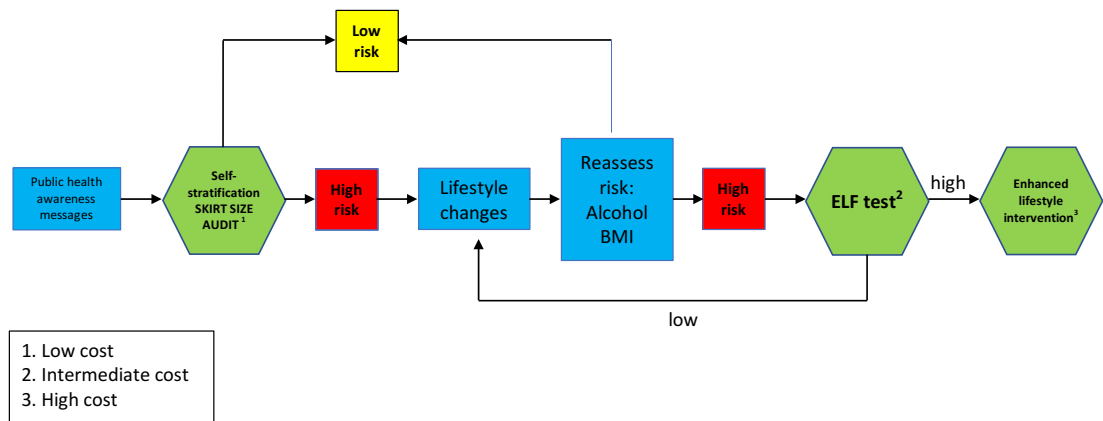 Low
risk
Public health
awareness
messages
Self-
stratification
SKIRT SIZE
AUDIT 1
High
risk
Lifestyle
changes
Reassess
risk:
Alcohol
BMI
High
risk
ELF test2
high
Enhanced
lifestyle
intervention3
low
1. Low cost
2. Intermediate cost
3. High cost